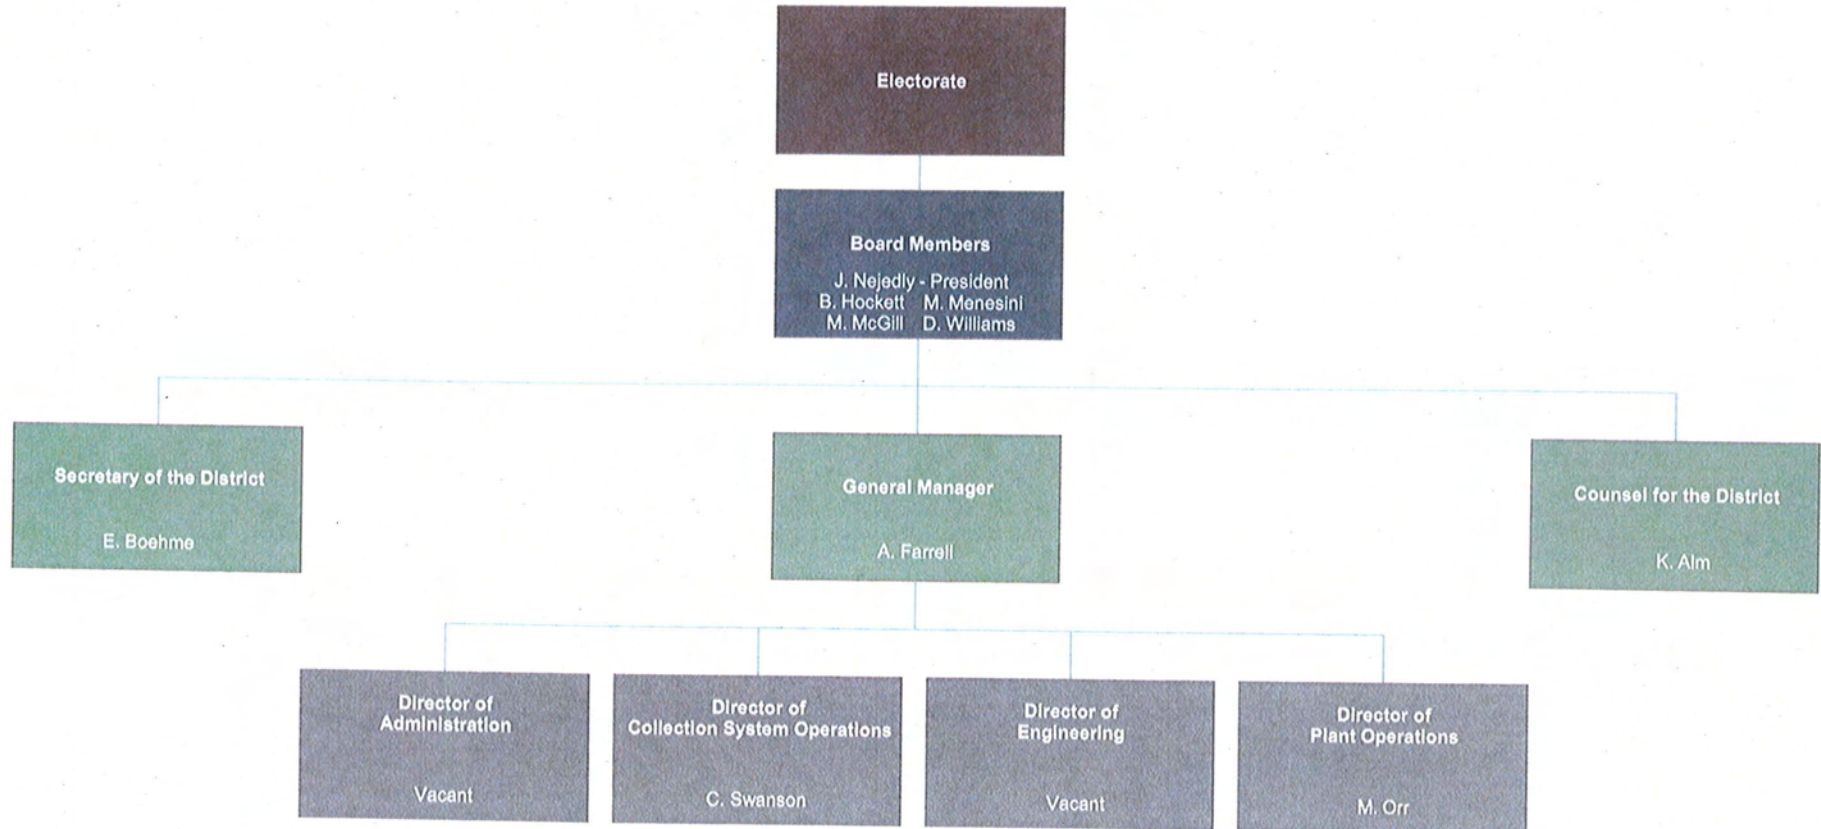 Electorate
Board Members
J. Nejedly - President
B. Hockett M. Menesini
M. McGill D. Williams
Secretary of the District
E. Boehme
General Manager
A. Farrell
Counsel for the District
K. Alm
Director of
Administration
Vacant
Director of
Collection System Operations
C. Swanson
Director of
Engineering
Vacant
Director of
Plant Operations
M. Orr